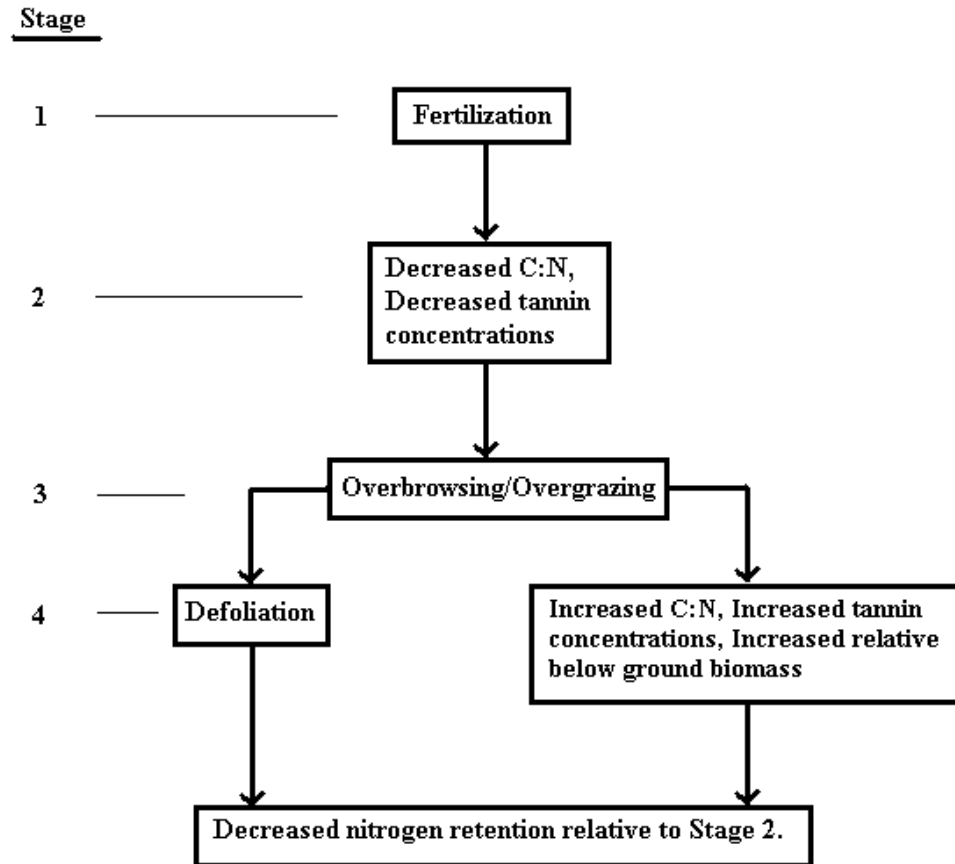 Stage
1
Fertilization
2
Decreased C:N,
Decreased tannin
concentrations
3
Overbrowsing/Overgrazing
4
Defoliation
Increased C:N, Increased tannin
concentrations, Increased relative
below ground biomass
Decreased nitrogen retention relative to Stage 2.